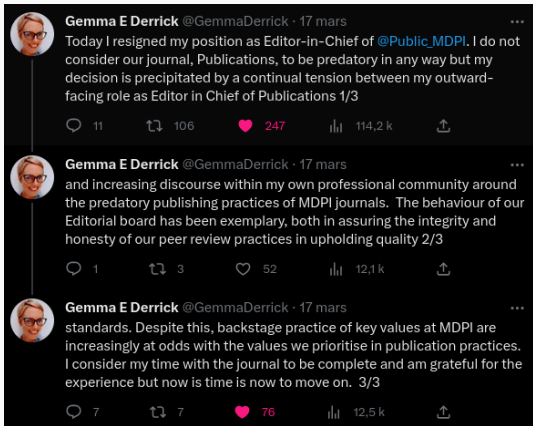 Gemma E Derrick @GemmaDerrick · 17 mars
Today I resigned my position as Editor-in-Chief of @Public_MDPI. I do not
consider our journal, Publications, to be predatory in any way but my
decision is precipitated by a continual tension between my outward-
facing role as Editor in Chief of Publications 1/3
11 106 247 114,2 k
Gemma E Derrick @GemmaDerrick · 17 mars
and increasing discourse within my own professional community around
the predatory publishing practices of MDPI journals. The behaviour of our
Editorial board has been exemplary, both in assuring the integrity and
honesty of our peer review practices in upholding quality 2/3
1 3 52 12,1 k
Gemma E Derrick @GemmaDerrick · 17 mars
standards. Despite this, backstage practice of key values at MDPI are
increasingly at odds with the values we prioritise in publication practices.
I consider my time with the journal to be complete and am grateful for the
experience but now is time is now to move on. 3/3
7 7 76 12,5 k